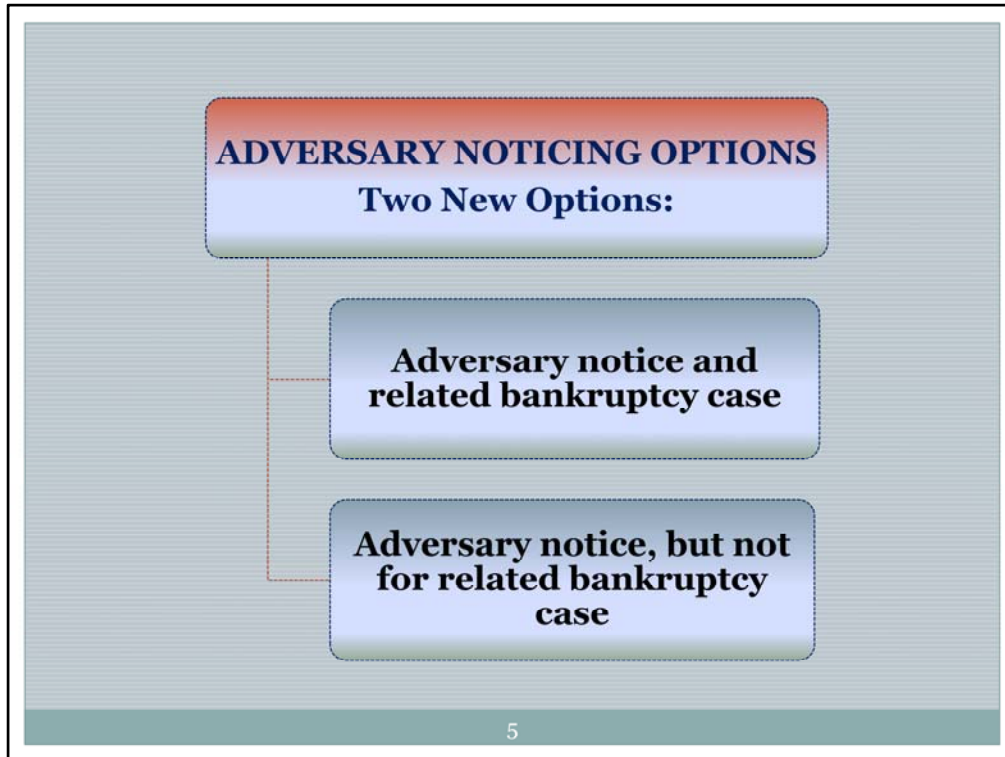 ADVERSARY NOTICING OPTIONS
Two New Options:
Adversary notice and
related bankruptcy case
Adversary notice, but not
for related bankruptcy
case
5